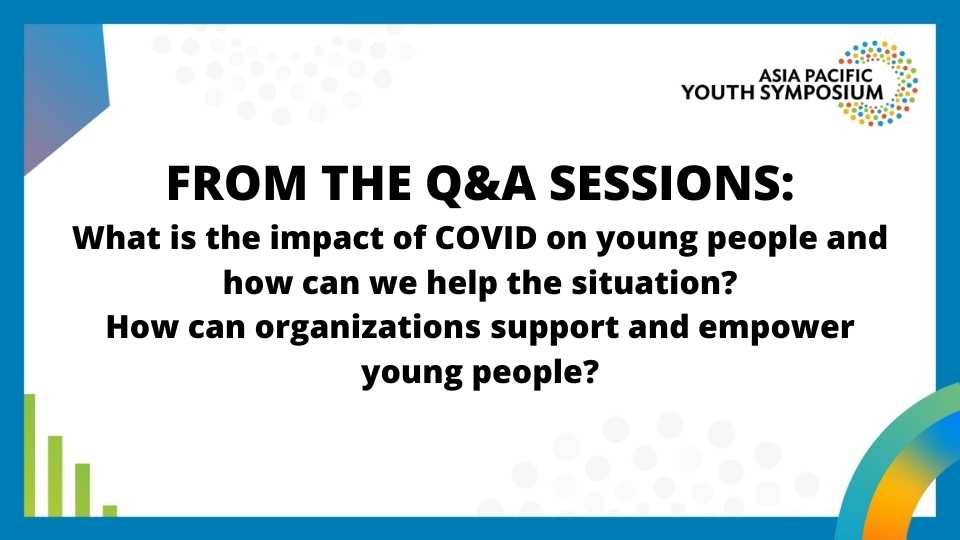 ASIA PACIFIC
YOUTH SYMPOSIUM
FROM THE Q&A SESSIONS:
What is the impact of COVID on young people and
how can we help the situation?
How can organizations support and empower
young people?